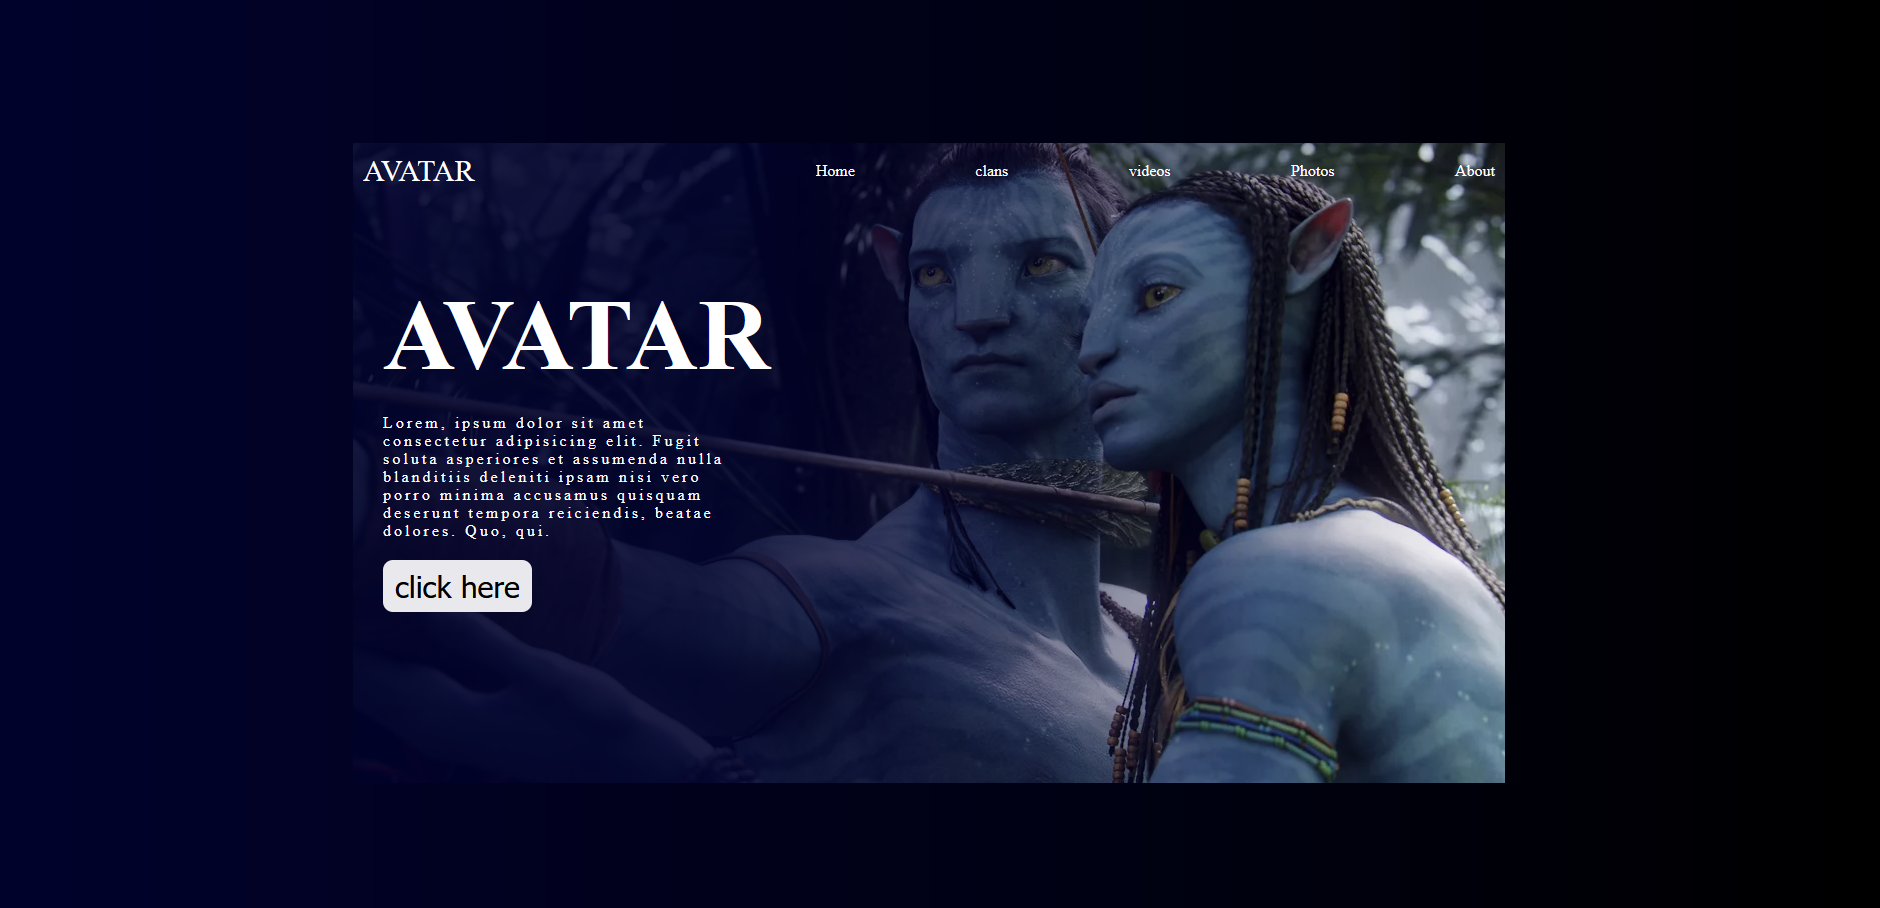 AVATAR
Home
clans
videos
Photos
About
AVATAR
Lorem, ipsum dolor sit amet
consectetur adipisicing elit. Fugit
soluta asperiores et assumenda nulla
blanditiis deleniti ipsam nisi vero
porro minima accusamus quisquam
deserunt tempora reiciendis, beatae
dolores. Quo, qui.
click here